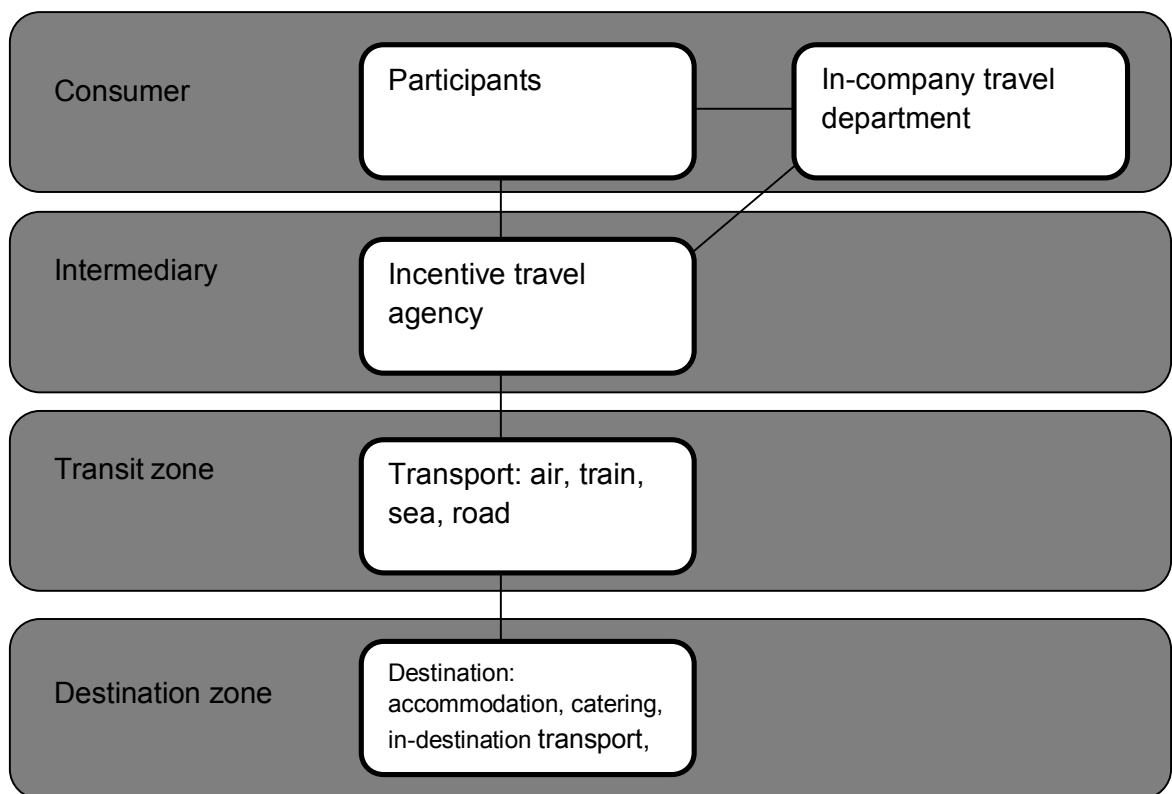 Consumer
Participants
In-company travel
department
Intermediary
Incentive travel
agency
Transit zone
Transport: air, train,
sea, road
Destination zone
Destination:
accommodation, catering,
in-destination transport,